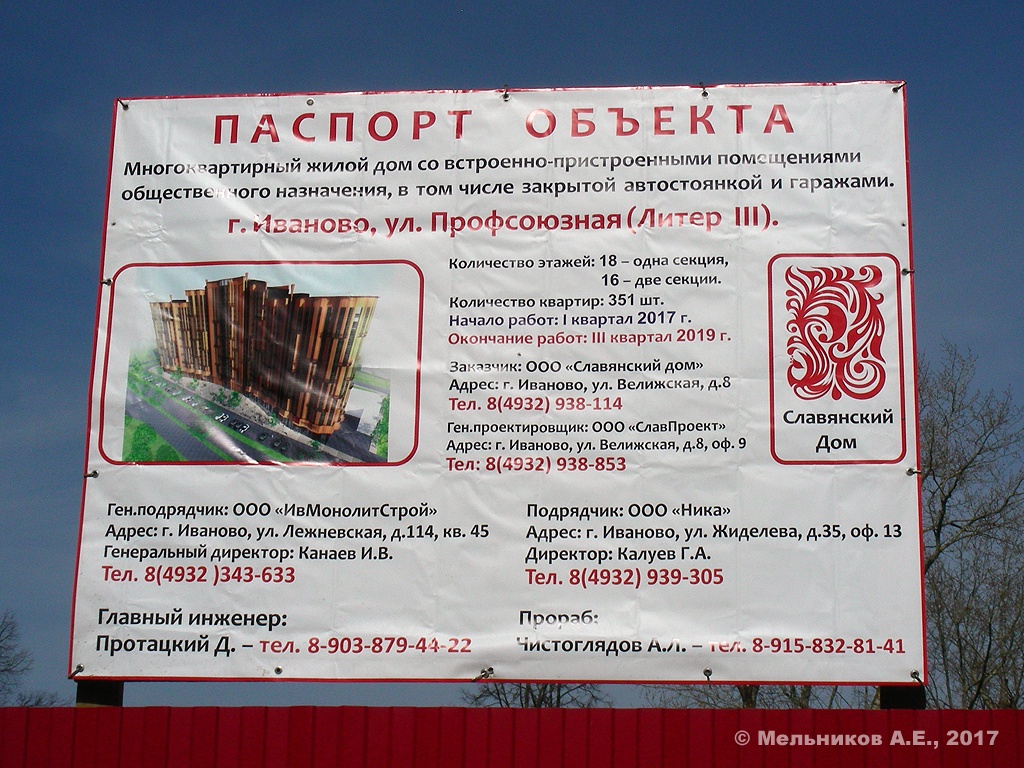 ПАСПОРТ ОБЪЕКТА
Многоквартирный жилой дом со встроенно-пристроенными помещениями
общественного назначения, в том числе закрытой автостоянкой и гаражами.
г. Иваново, ул. Профсоюзная (Литер III).
Количество этажей: 18 – одна секция,
16 – две секции.
Количество квартир: 351 шт.
Начало работ: I квартал 2017 г.
Окончание работ: III квартал 2019 г.
Заказчик: ООО «Славянский дом»
Адрес: г. Иваново, ул. Велижская, д.8
Тел. 8(4932) 938-114
Ген.проектировщик: ООО «СлавПроект»
Адрес: г. Иваново, ул. Велижская, д.8, оф. 9
Тел: 8(4932) 938-853
Славянский
Дом
Ген.подрядчик: ООО «ИвМонолитСтрой»
Адрес: г. Иваново, ул. Лежневская, д.114, кв. 45
Генеральный директор: Канаев И.В.
Тел. 8(4932 )343-633
Подрядчик: ООО «Ника»
Адрес: г. Иваново, ул. Жиделева, д.35, оф. 13
Директор: Калуев Г.А.
Тел. 8(4932) 939-305
Главный инженер:
Протацкий Д. – тел. 8-903-879-44-22
Прораб:
Чистоглядов А.Л. – тел. 8-915-832-81-41
© Мельников А.Е., 2017